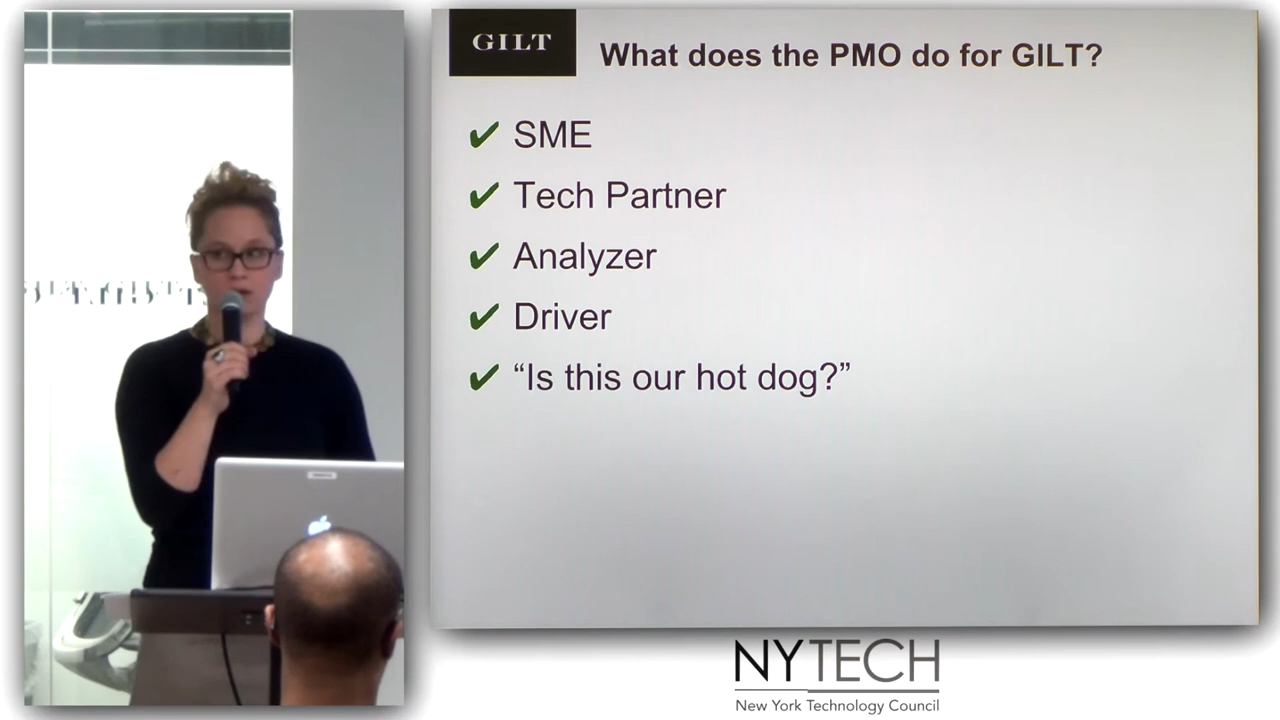 GILT
What does the PMO do for GILT?
✔ SME
✔ Tech Partner
✔ Analyzer
✔ Driver
✔ “Is this our hot dog?”
NYTECH
New York Technology Council